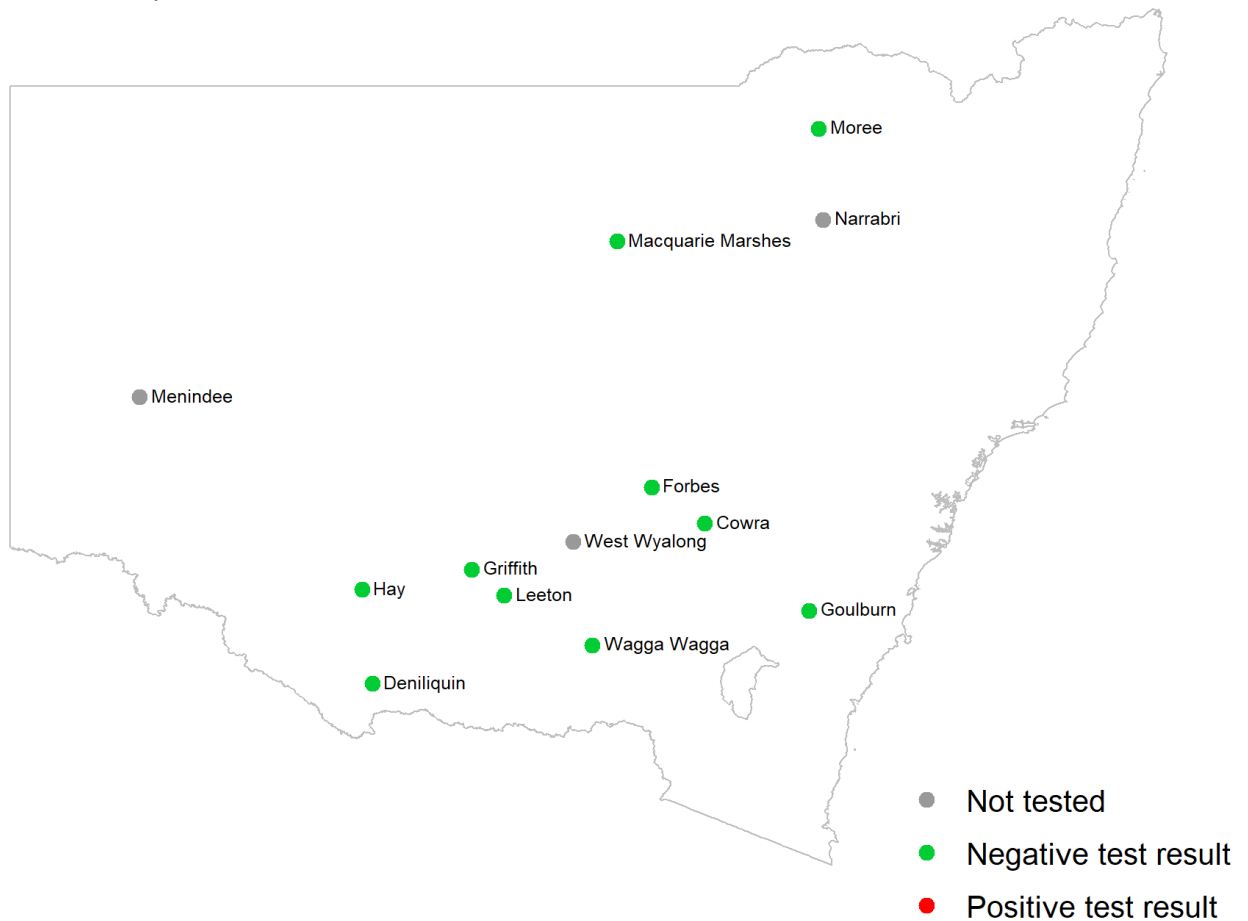 Moree
Narrabri
Macquarie Marshes
Menindee
Forbes
Cowra
West Wyalong
Griffith
Hay
Leeton
Goulburn
Wagga Wagga
Deniliquin
Not tested
Negative test result
Positive test result